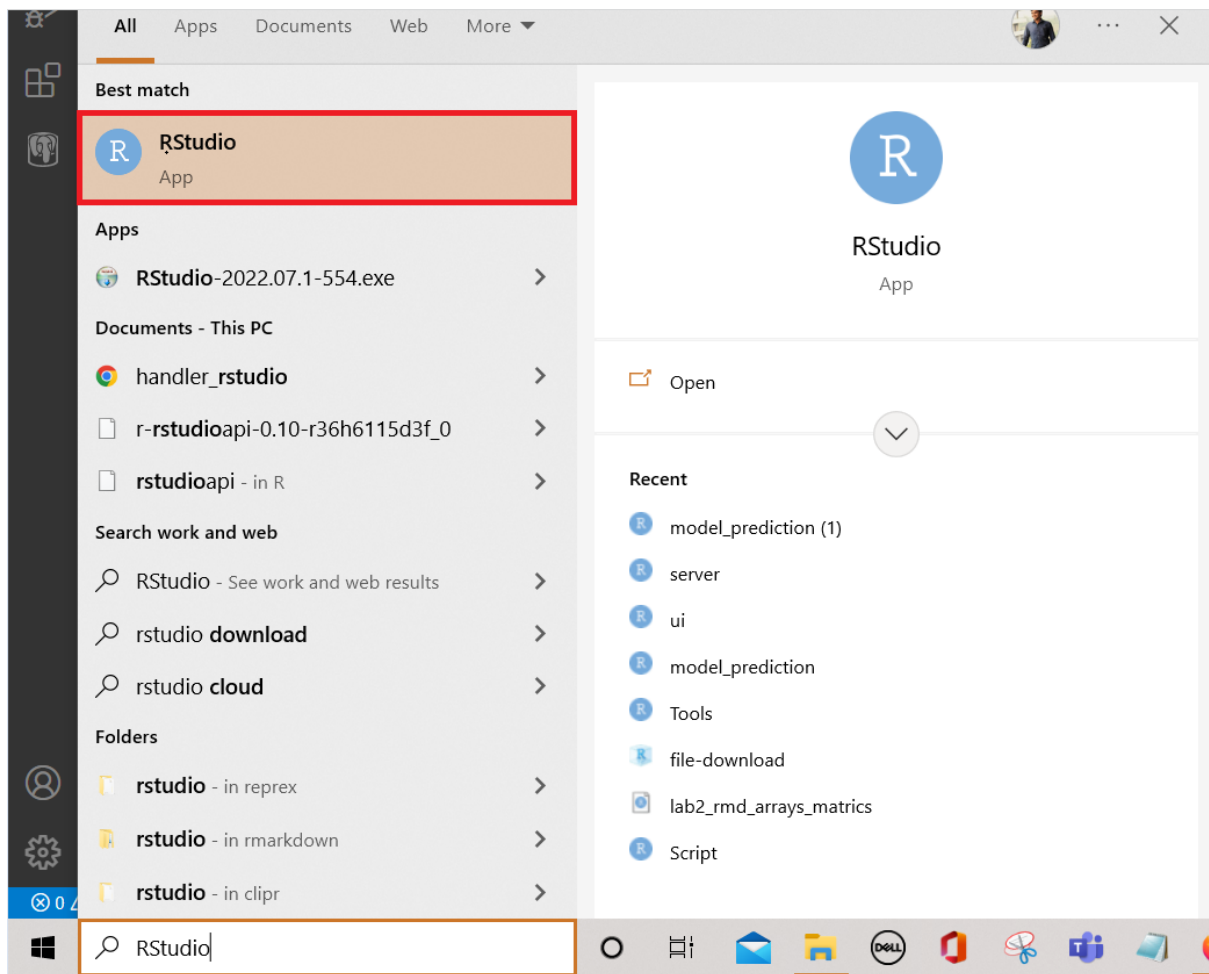 All Apps Documents Web More
Best match
R RStudio
App
Apps
RStudio-2022.07.1-554.exe
Documents - This PC
handler_rstudio
r-rstudioapi-0.10-r36h6115d3f_0
rstudioapi - in R
Search work and web
RStudio - See work and web results
rstudio download
rstudio cloud
Folders
rstudio - in reprex
rstudio - in rmarkdown
rstudio - in clipr
R
RStudio
App
Open
Recent
R model_prediction (1)
R server
R ui
R model_prediction
R Tools
R file-download
lab2_rmd_arrays_matrics
R Script
0
RStudio
DELL